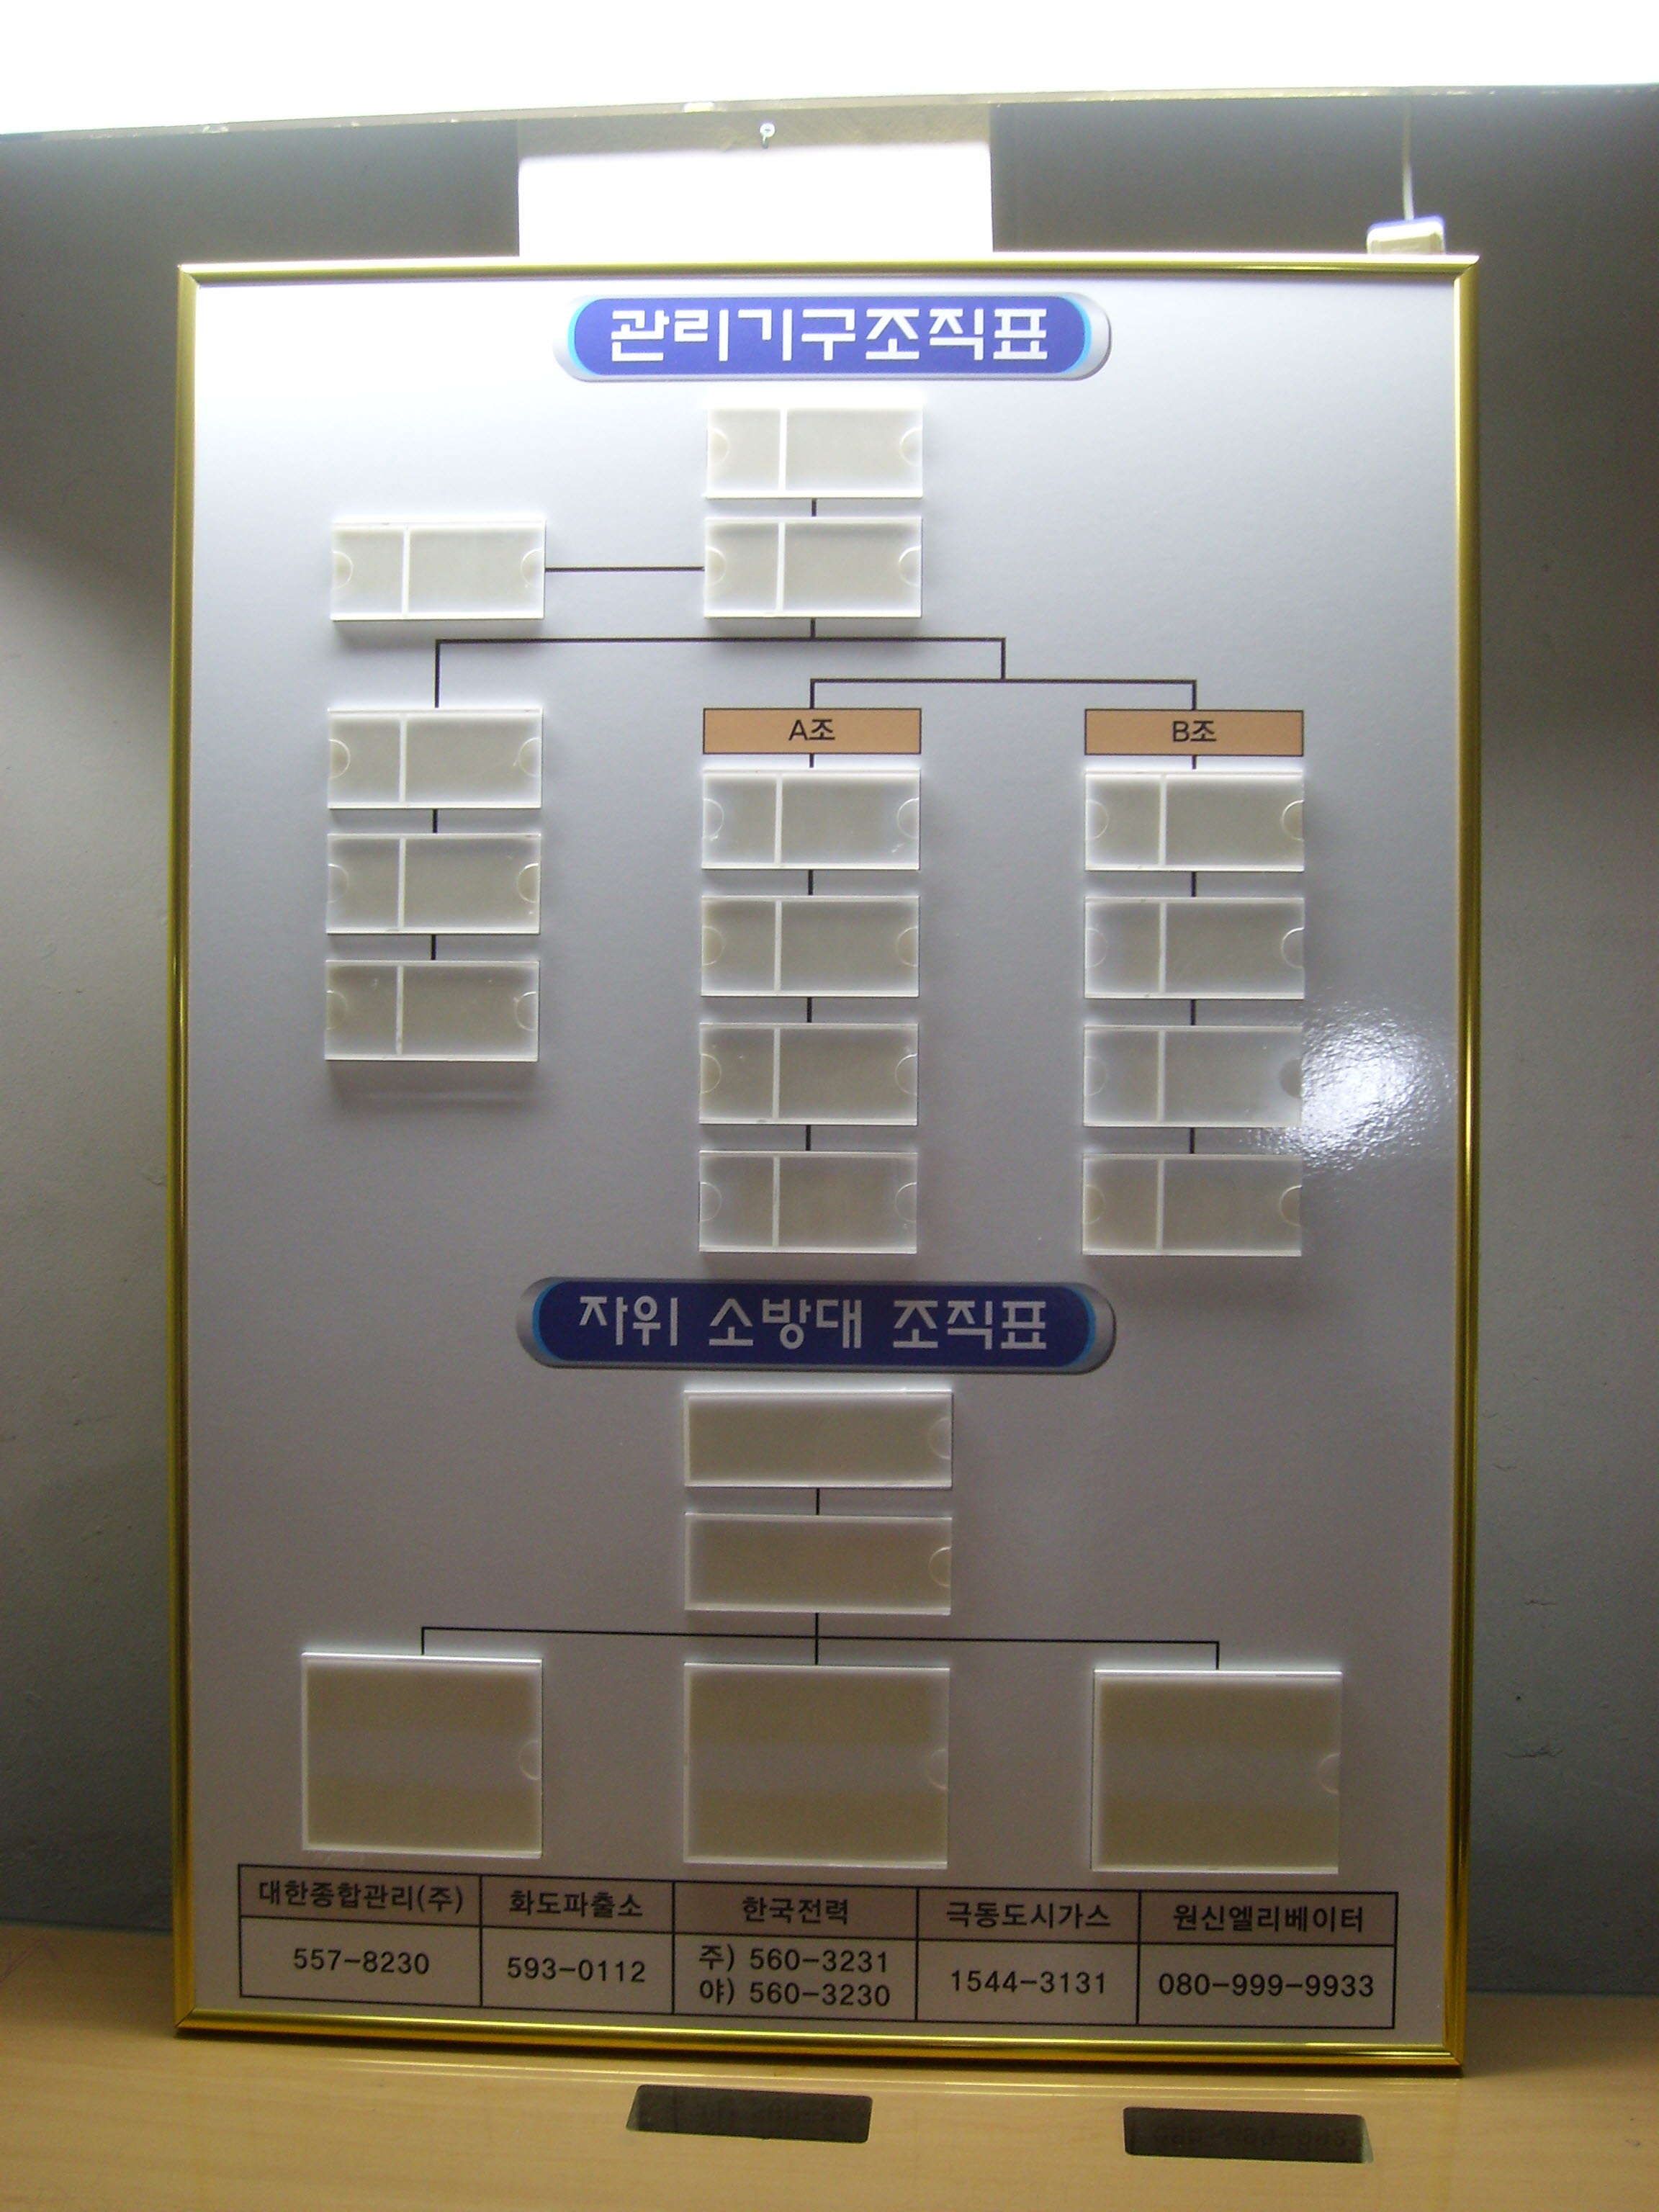 관리기구조직표
A조
B조
자위 소방대 조직표
대한종합관리(주) 화도파출소 한국전력 극동도시가스 원신엘리베이터
557-8230 593-0112 주) 560-3231 1544-3131 080-999-9933
야) 560-3230